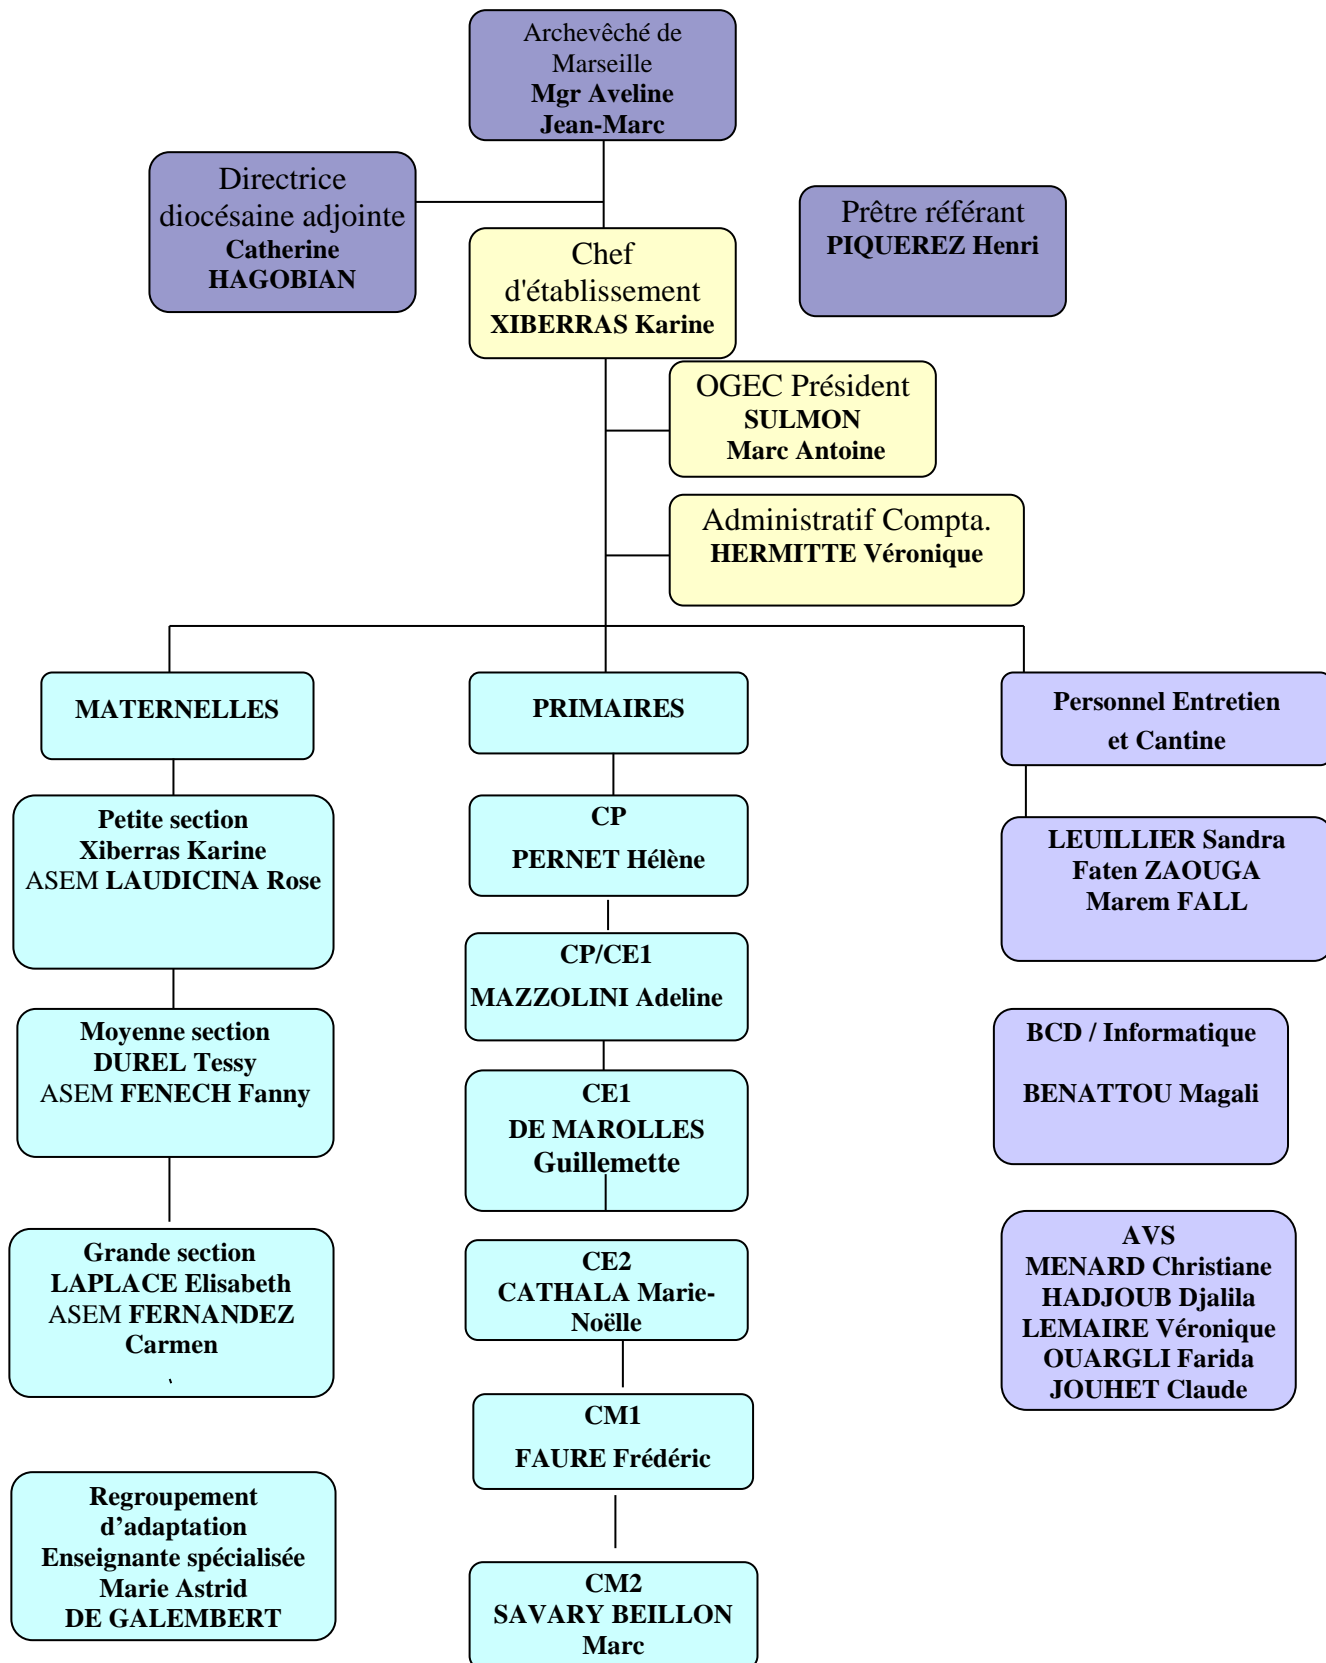 Archevêché de
Marseille
Mgr Aveline
Jean-Marc
Directrice
diocésaine adjointe
Catherine
HAGOBIAN
Prêtre référant
PIQUEREZ Henri
Chef
d'établissement
XIBERRAS Karine
OGEC Président
SULMON
Marc Antoine
Administratif Compta.
HERMITTE Véronique
MATERNELLES
Petite section
Xiberras Karine
ASEM LAUDICINA Rose
Moyenne section
DUREL Tessy
ASEM FENECH Fanny
Grande section
LAPLACE Elisabeth
ASEM FERNANDEZ
Carmen
Regroupement
d’adaptation
Enseignante spécialisée
Marie Astrid
DE GALEMBERT
PRIMAIRES
CP
PERNET Hélène
CP/CE1
MAZZOLINI Adeline
CE1
DE MAROLLES
Guillemette
CE2
CATHALA Marie-
Noëlle
CM1
FAURE Frédéric
CM2
SAVARY BEILLON
Marc
Personnel Entretien
et Cantine
LEUILLIER Sandra
Faten ZAOUGA
Marem FALL
BCD / Informatique
BENATTOU Magali
AVS
MENARD Christiane
HADJOUB Djalila
LEMAIRE Véronique
OUARGLI Farida
JOUHET Claude